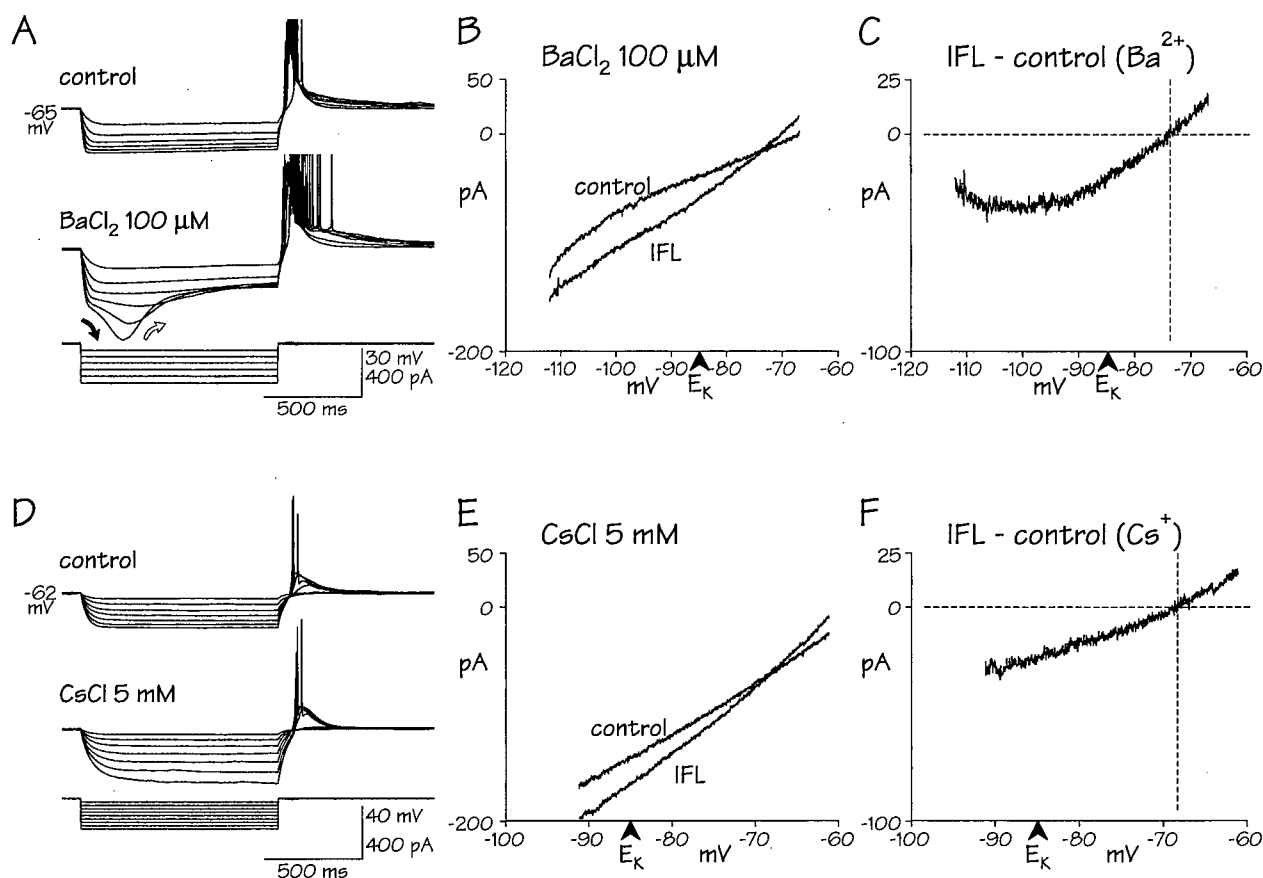 A
control
-65
mV
BaCl2 100 µM
30 mV
400 pA
500 ms
B
BaCl2 100 µM
50
0
pA
-200
control
IFL
-120 -110 -100 -90 -80 -70 -60
mV
EK
C
IFL - control (Ba2+)
25
0
pA
-100
-120 -110 -100 -90 -80 -70 -60
mV
EK
D
control
-62
mV
CsCl 5 mM
40 mV
400 pA
500 ms
E
CsCl 5 mM
50
0
pA
-200
control
IFL
-100 -90 -80 -70 -60
EK
mV
F
IFL - control (Cs+)
25
0
pA
-100
-100 -90 -80 -70 -60
EK
mV